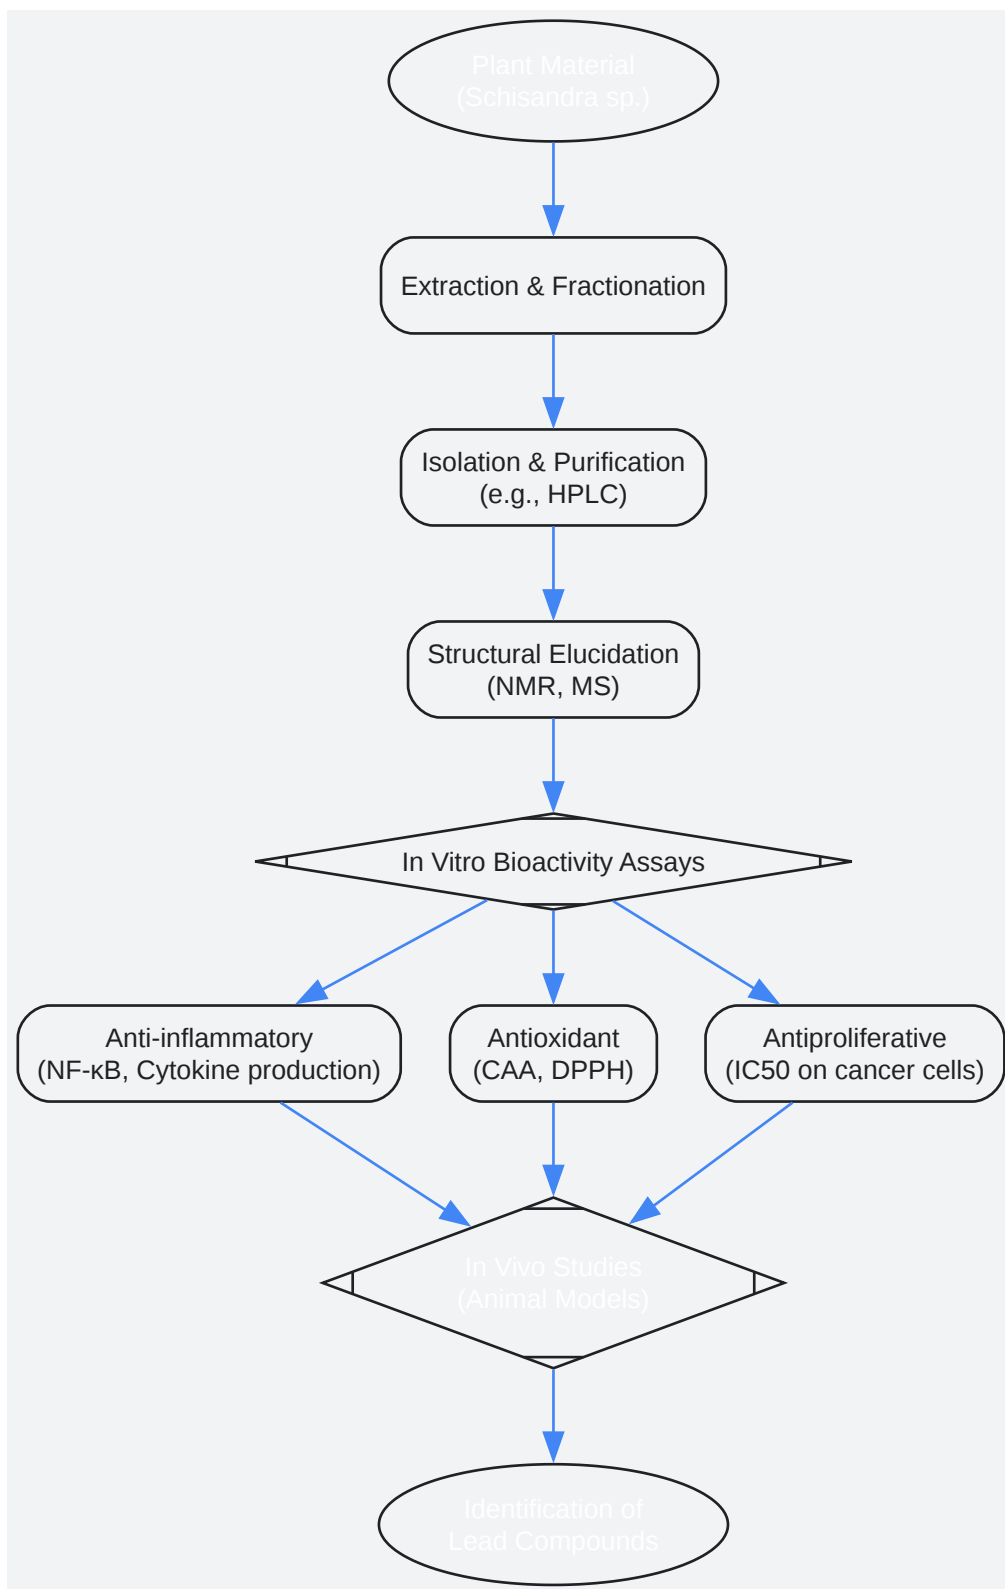 Plant Material
(Schisandra sp.)
Extraction & Fractionation
Isolation & Purification
(e.g., HPLC)
Structural Elucidation
(NMR, MS)
In Vitro Bioactivity Assays
Anti-inflammatory
(NF-κB, Cytokine production)
Antioxidant
(CAA, DPPH)
Antiproliferative
(IC50 on cancer cells)
In Vivo Studies
(Animal Models)
Identification of
Lead Compounds